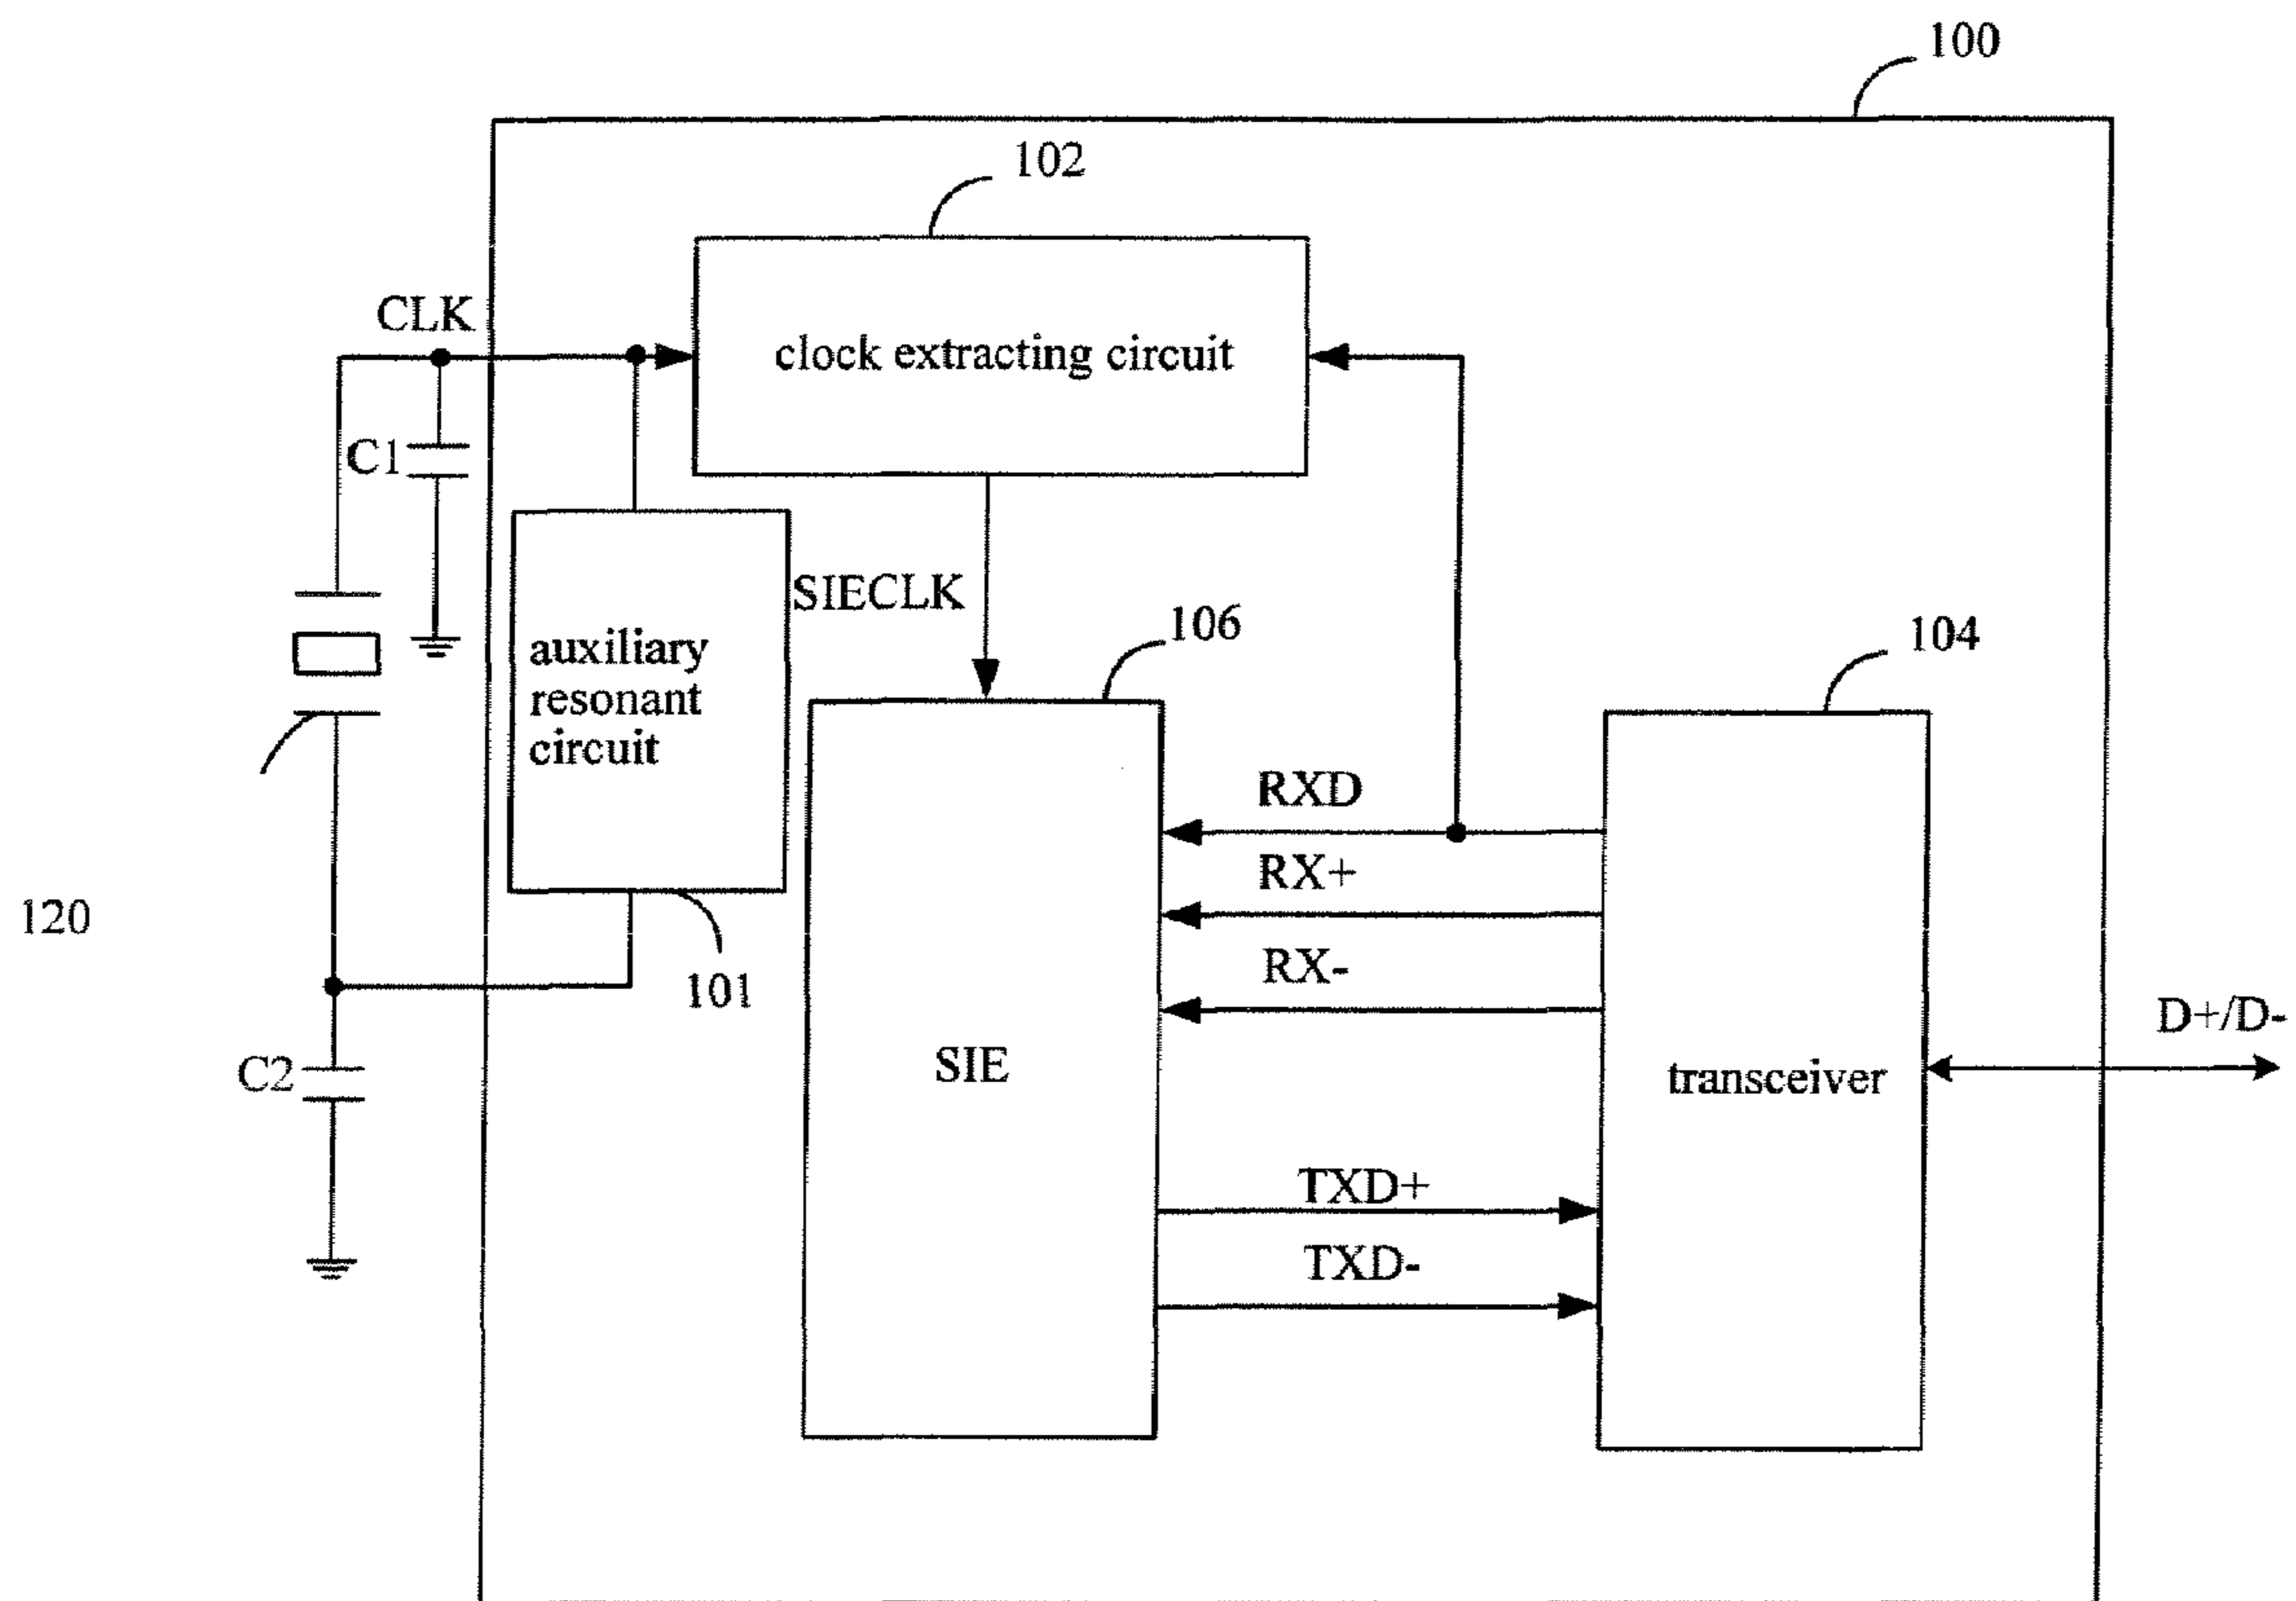 100
102
CLK
clock extracting circuit
C1
SIECLK
106
104
auxiliary
resonant
circuit
RXD
RX+
120
RX-
101
D+/D-
C2
SIE
transceiver
TXD+
TXD-